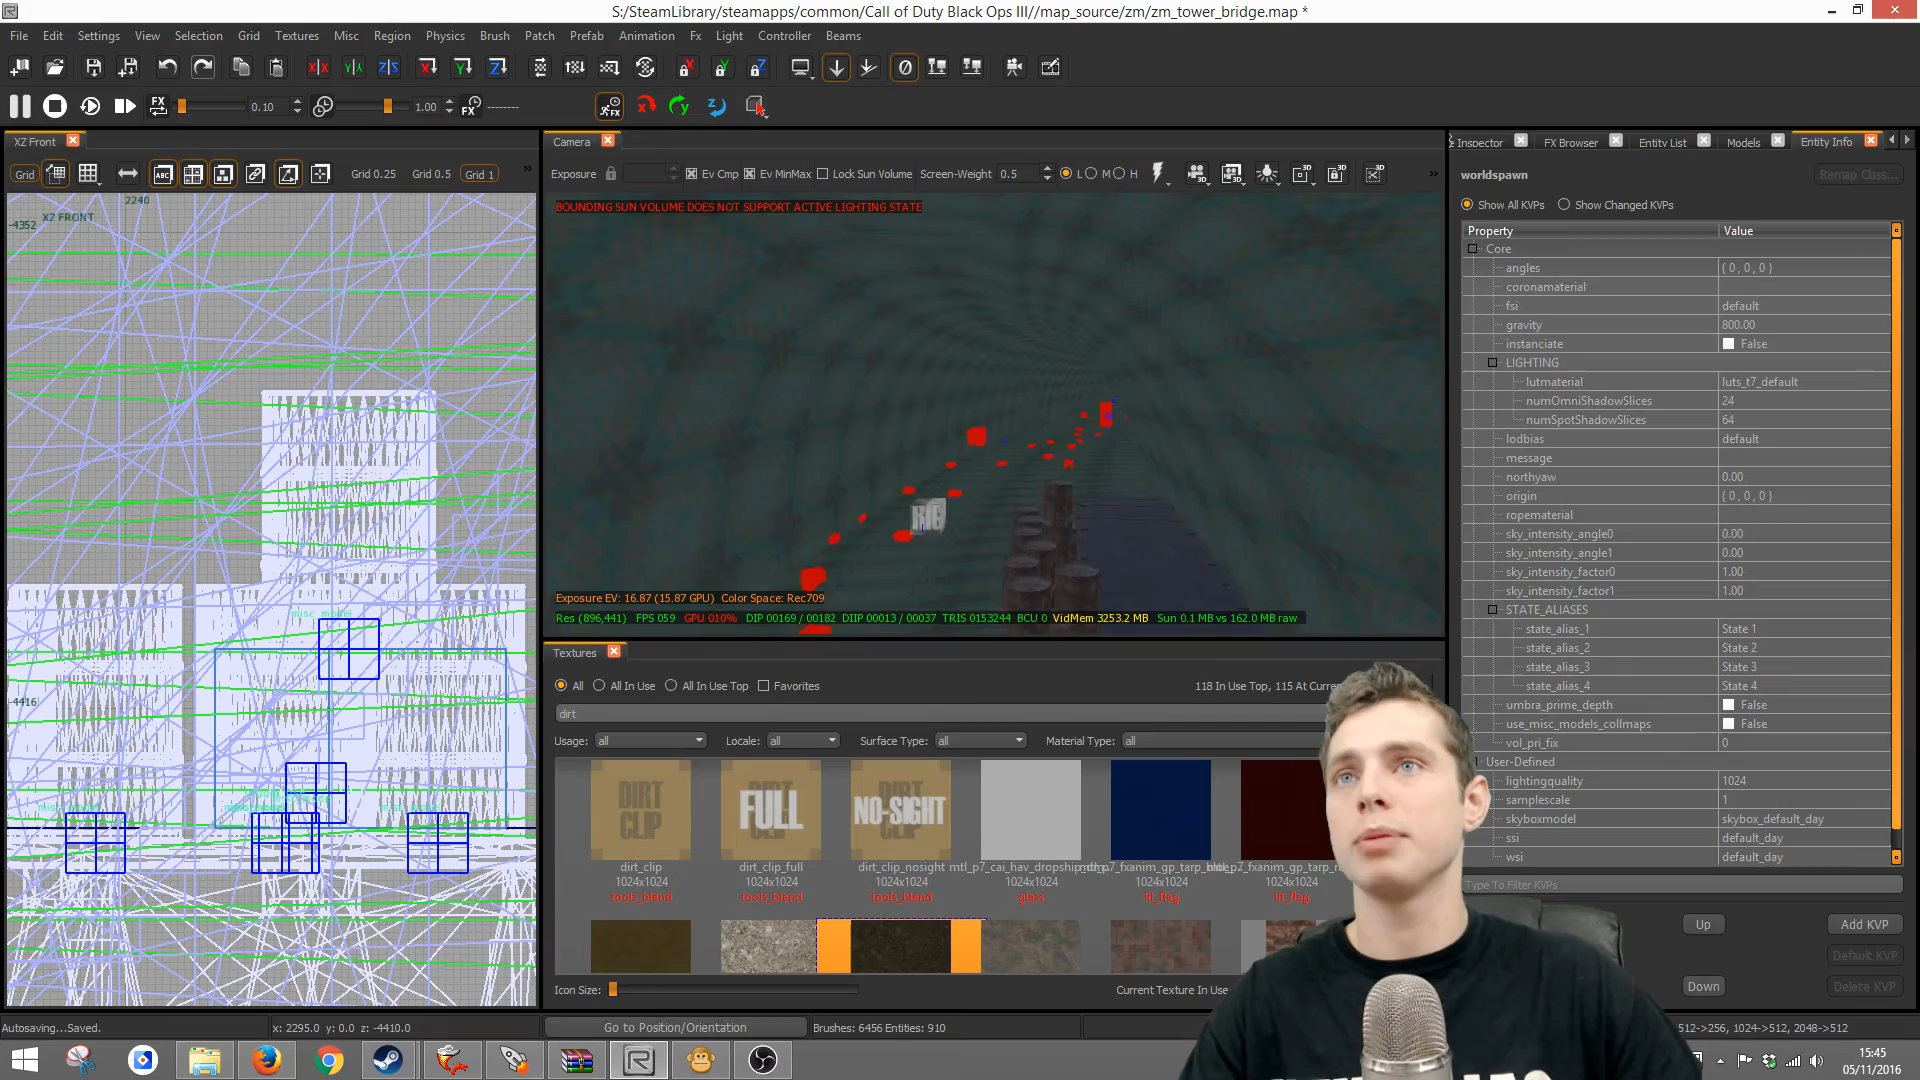 S:/SteamLibrary/steamapps/common/Call of Duty Black Ops III//map_source/zm/zm_tower_bridge.map *
File Edit Settings View Selection Grid Textures Misc Region Physics Brush Patch Prefab Animation Fx Light Controller Beams
FX 0.10 1.00 FX --------
XZ Front
Camera
Inspector FX Browser Entity List Models Entity Info
Grid ABC Grid 0.25 Grid 0.5 Grid 1 »
Exposure Ev Cmp Ev MinMax Lock Sun Volume Screen-Weight 0.5 L M H »
worldspawn Remap Class...
Show All KVPs Show Changed KVPs
2240
XZ FRONT
-4352
-4416
BOUNDING SUN VOLUME DOES NOT SUPPORT ACTIVE LIGHTING STATE
Exposure EV: 16.87 (15.87 GPU) Color Space: Rec709
Res (896,441) FPS 059 GPU 010% DIP 00169 / 00182 DIIP 00013 / 00037 TRIS 0153244 BCU 0 VidMem 3253.2 MB Sun 0.1 MB vs 162.0 MB raw
Property Value
Core
angles { 0 , 0 , 0 }
coronamaterial
fsi default
gravity 800.00
instanciate False
LIGHTING
lutmaterial luts_t7_default
numOmniShadowSlices 24
numSpotShadowSlices 64
lodbias default
message
northyaw 0.00
origin { 0 , 0 , 0 }
ropematerial
sky_intensity_angle0 0.00
sky_intensity_angle1 0.00
sky_intensity_factor0 1.00
sky_intensity_factor1 1.00
STATE_ALIASES
state_alias_1 State 1
state_alias_2 State 2
state_alias_3 State 3
state_alias_4 State 4
umbra_prime_depth False
use_misc_models_collmaps False
vol_pri_fix 0
User-Defined
lightingquality 1024
samplescale 1
skyboxmodel skybox_default_day
ssi default_day
wsi default_day
Type To Filter KVPs
Up Add KVP
Default KVP
Down Delete KVP
misc_model
Textures
All All In Use All In Use Top Favorites 118 In Use Top, 115 At Curren
dirt
Usage: all Locale: all Surface Type: all Material Type: all
DIRT CLIP
FULL
NO-SIGHT
dirt_clip
1024x1024
tools_blend
dirt_clip_full
1024x1024
tools_blend
dirt_clip_nosight
1024x1024
tools_blend
1024x1024
glass
1024x1024
lit_flag
1024x1024
lit_flag
Icon Size: Current Texture In Use
Autosaving...Saved. x: 2295.0 y: 0.0 z: -4410.0 Go to Position/Orientation Brushes: 6456 Entities: 910 512->256, 1024->512, 2048->512
15:45
05/11/2016